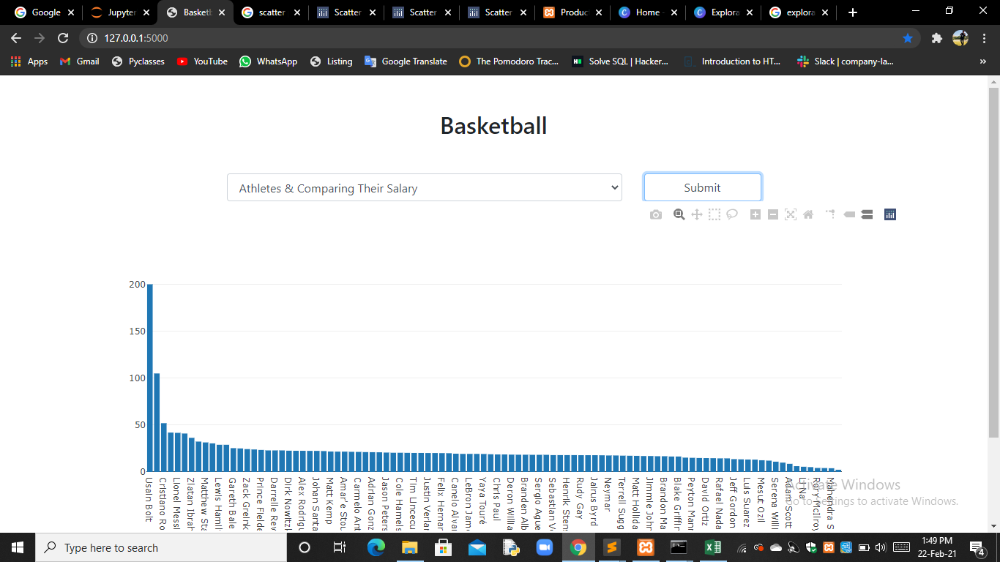 Google Jupyter Basketb scatter Scatter Scatter Scatter Produc Home - Explora explora
127.0.0.1:5000
Apps Gmail Pyclasses YouTube WhatsApp Listing Google Translate The Pomodoro Trac... Solve SQL | Hacker... Introduction to HT... Slack | company-la... »
Basketball
Athletes & Comparing Their Salary
Submit
200
150
100
50
0
Usain Bolt
Cristiano Ro
Lionel Messi
Zlatan Ibrah
Matthew Sta
Lewis Hamil
Gareth Bale
Zack Greink
Prince Fielde
Darrelle Rev
Dirk Nowitzk
Alex Rodrigu
Johan Santa
Matt Kemp
Amar'e Stou
Carmelo Ant
Adrian Gonz
Jason Peters
Cole Hamels
Tim Lincecu
Justin Verlan
Felix Hernan
Canelo Alvar
LeBron Jame
Yaya Touré
Chris Paul
Deron Willia
Branden Alb
Sergio Ague
Sebastian Ve
Henrik Sten
Rudy Gay
Jairus Byrd
Neymar
Terrell Sugg
Matt Hollida
Jimmie John
Brandon Ma
Blake Griffin
Peyton Mann
David Ortiz
Rafael Nada
Jeff Gordon
Luis Suarez
Mesut Ozil
Serena Willi
Adam Scott
Li Na
Rory McIlroy
Mahendra S
Activate Windows
Go to Settings to activate Windows.
Type here to search
1:49 PM
22-Feb-21
4